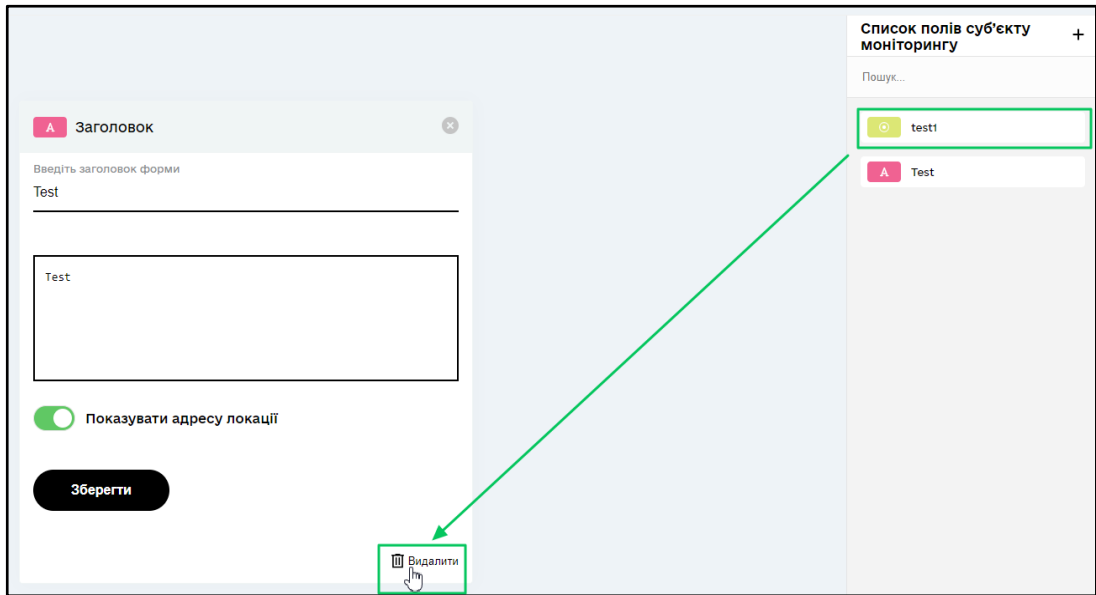 Список полів суб’єкту
моніторингу
+
Пошук...
test1
A Test
A Заголовок
Введіть заголовок форми
Test
Test
Показувати адресу локації
Зберегти
Видалити